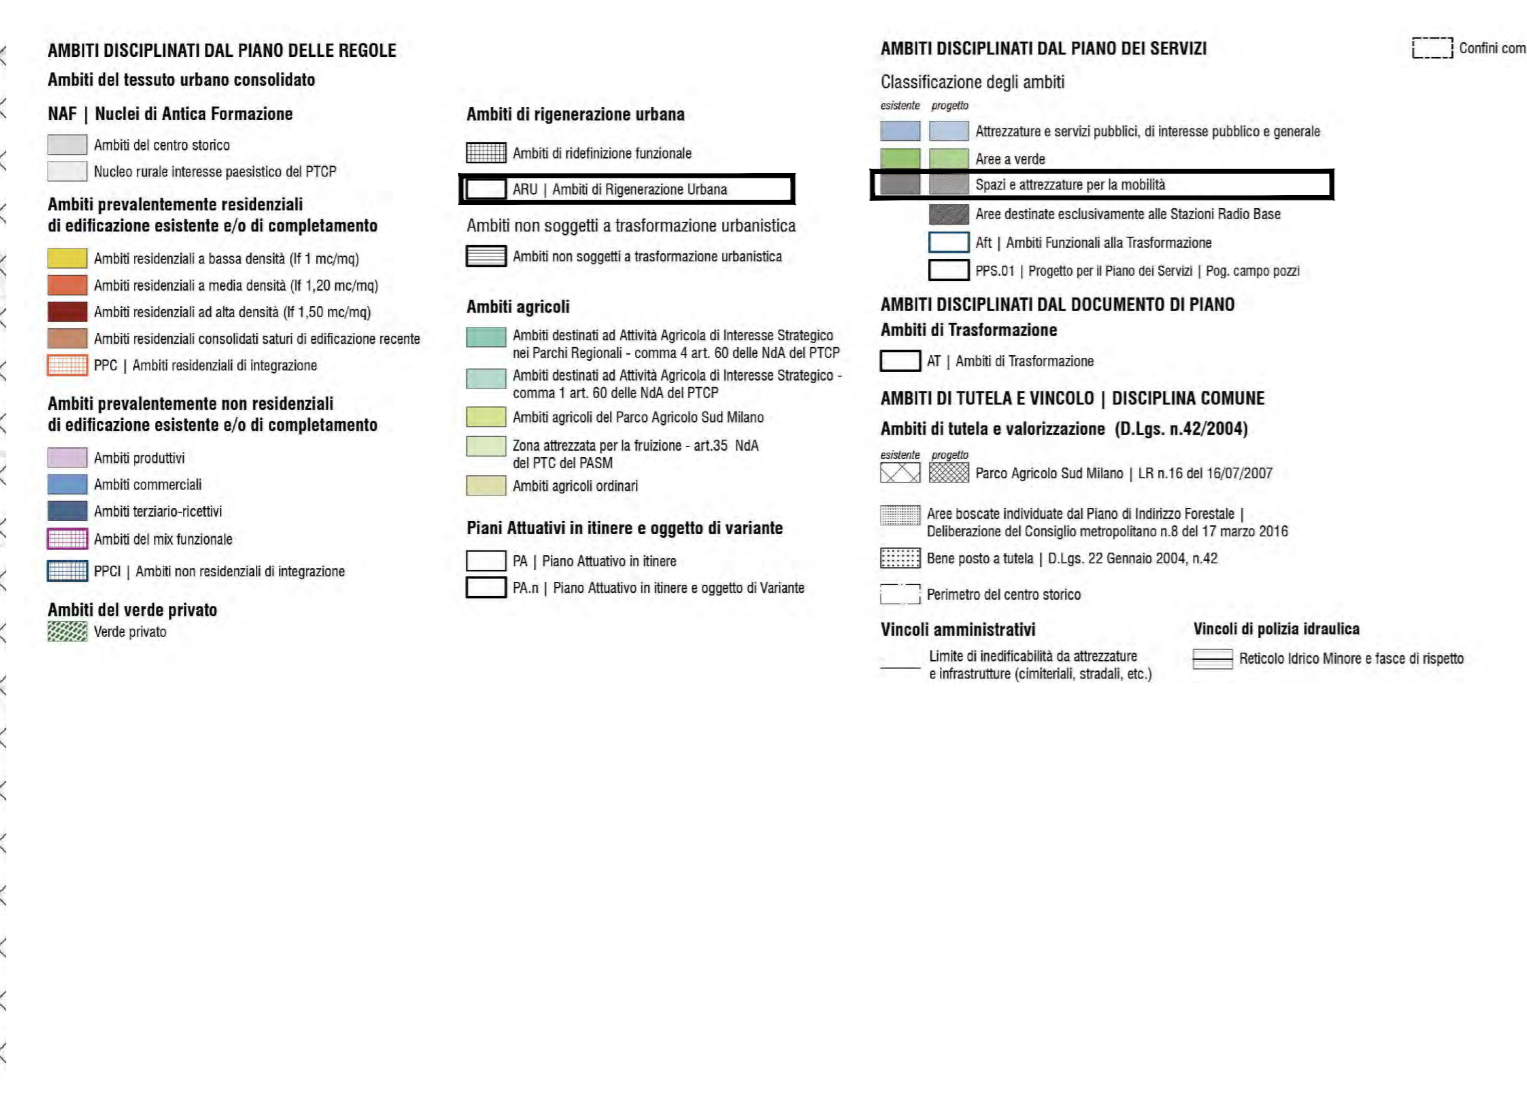 AMBITI DISCIPLINATI DAL PIANO DELLE REGOLE
Ambiti del tessuto urbano consolidato
NAF | Nuclei di Antica Formazione
Ambiti del centro storico
Nucleo rurale interesse paesistico del PTCP
Ambiti prevalentemente residenziali
di edificazione esistente e/o di completamento
Ambiti residenziali a bassa densità (If 1 mc/mq)
Ambiti residenziali a media densità (If 1,20 mc/mq)
Ambiti residenziali ad alta densità (If 1,50 mc/mq)
Ambiti residenziali consolidati saturi di edificazione recente
PPC | Ambiti residenziali di integrazione
Ambiti prevalentemente non residenziali
di edificazione esistente e/o di completamento
Ambiti produttivi
Ambiti commerciali
Ambiti terziario-ricettivi
Ambiti del mix funzionale
PPCI | Ambiti non residenziali di integrazione
Ambiti del verde privato
Verde privato
Ambiti di rigenerazione urbana
Ambiti di ridefinizione funzionale
ARU | Ambiti di Rigenerazione Urbana
Ambiti non soggetti a trasformazione urbanistica
Ambiti non soggetti a trasformazione urbanistica
Ambiti agricoli
Ambiti destinati ad Attività Agricola di Interesse Strategico
nei Parchi Regionali - comma 4 art. 60 delle NdA del PTCP
Ambiti destinati ad Attività Agricola di Interesse Strategico -
comma 1 art. 60 delle NdA del PTCP
Ambiti agricoli del Parco Agricolo Sud Milano
Zona attrezzata per la fruizione - art.35 NdA
del PTC del PASM
Ambiti agricoli ordinari
Piani Attuativi in itinere e oggetto di variante
PA | Piano Attuativo in itinere
PA.n | Piano Attuativo in itinere e oggetto di Variante
AMBITI DISCIPLINATI DAL PIANO DEI SERVIZI
Classificazione degli ambiti
esistente progetto
Attrezzature e servizi pubblici, di interesse pubblico e generale
Aree a verde
Spazi e attrezzature per la mobilità
Aree destinate esclusivamente alle Stazioni Radio Base
Aft | Ambiti Funzionali alla Trasformazione
PPS.01 | Progetto per il Piano dei Servizi | Pog. campo pozzi
AMBITI DISCIPLINATI DAL DOCUMENTO DI PIANO
Ambiti di Trasformazione
AT | Ambiti di Trasformazione
AMBITI DI TUTELA E VINCOLO | DISCIPLINA COMUNE
Ambiti di tutela e valorizzazione (D.Lgs. n.42/2004)
esistente progetto
Parco Agricolo Sud Milano | LR n.16 del 16/07/2007
Aree boscate individuate dal Piano di Indirizzo Forestale |
Deliberazione del Consiglio metropolitano n.8 del 17 marzo 2016
Bene posto a tutela | D.Lgs. 22 Gennaio 2004, n.42
Perimetro del centro storico
Vincoli amministrativi
Limite di inedificabilità da attrezzature
e infrastrutture (cimiteriali, stradali, etc.)
Vincoli di polizia idraulica
Reticolo Idrico Minore e fasce di rispetto
Confini com